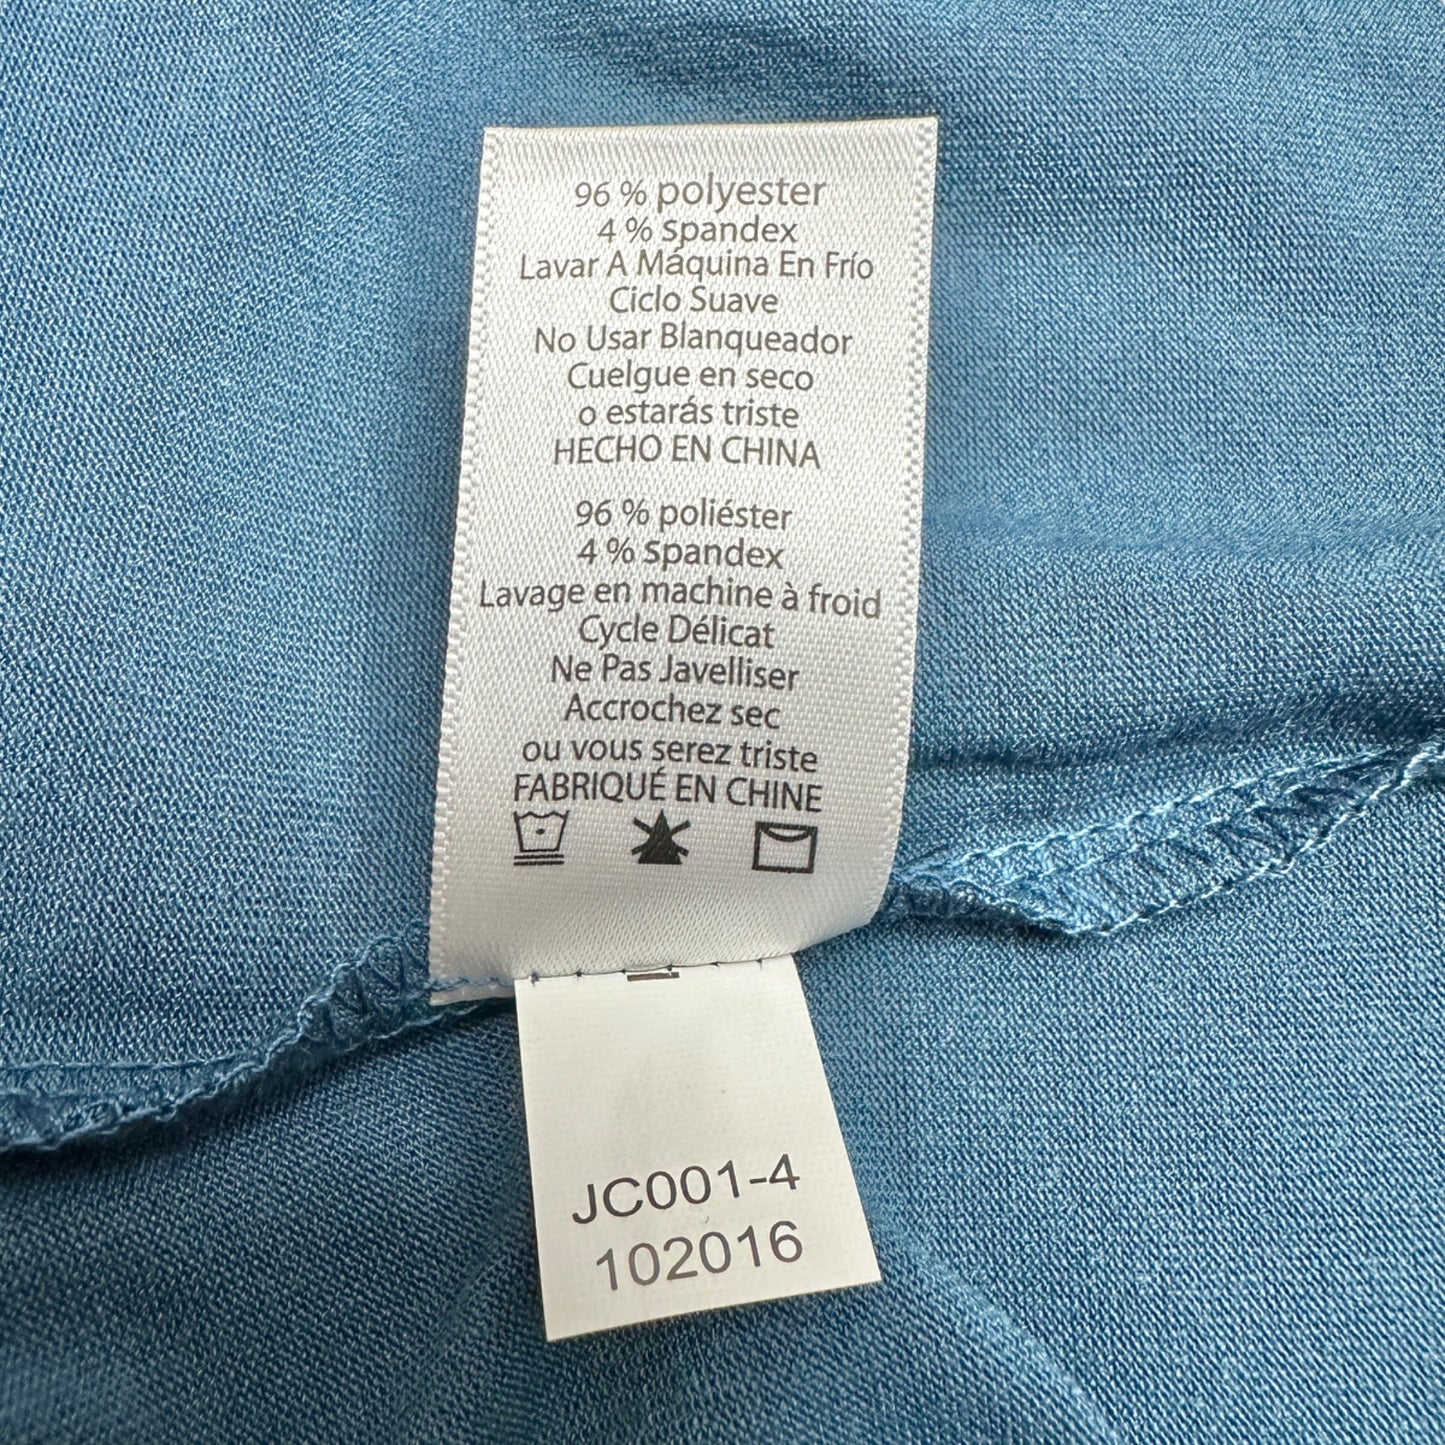 96 % polyester
4 % Spandex
Lavar A Máquina En Frío
Ciclo Suave
No Usar Blanqueador
Cuelgue en seco
o estarás triste
HECHO EN CHINA
96 % poliéster
4 % Spandex
Lavage en machine à froid
Cycle Délicat
Ne Pas Javelliser
Accrochez sec
ou vous serez triste
FABRIQUÉ EN CHINE
JC001-4
102016